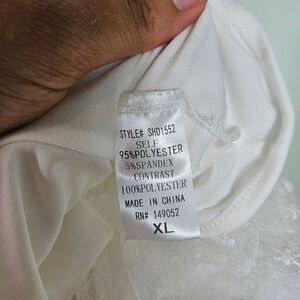 STYLE# SHD1552
SELF
95%POLYESTER
5%SPANDEX
CONTRAST
100%POLYESTER
MADE IN CHINA
RN# 149052
XL